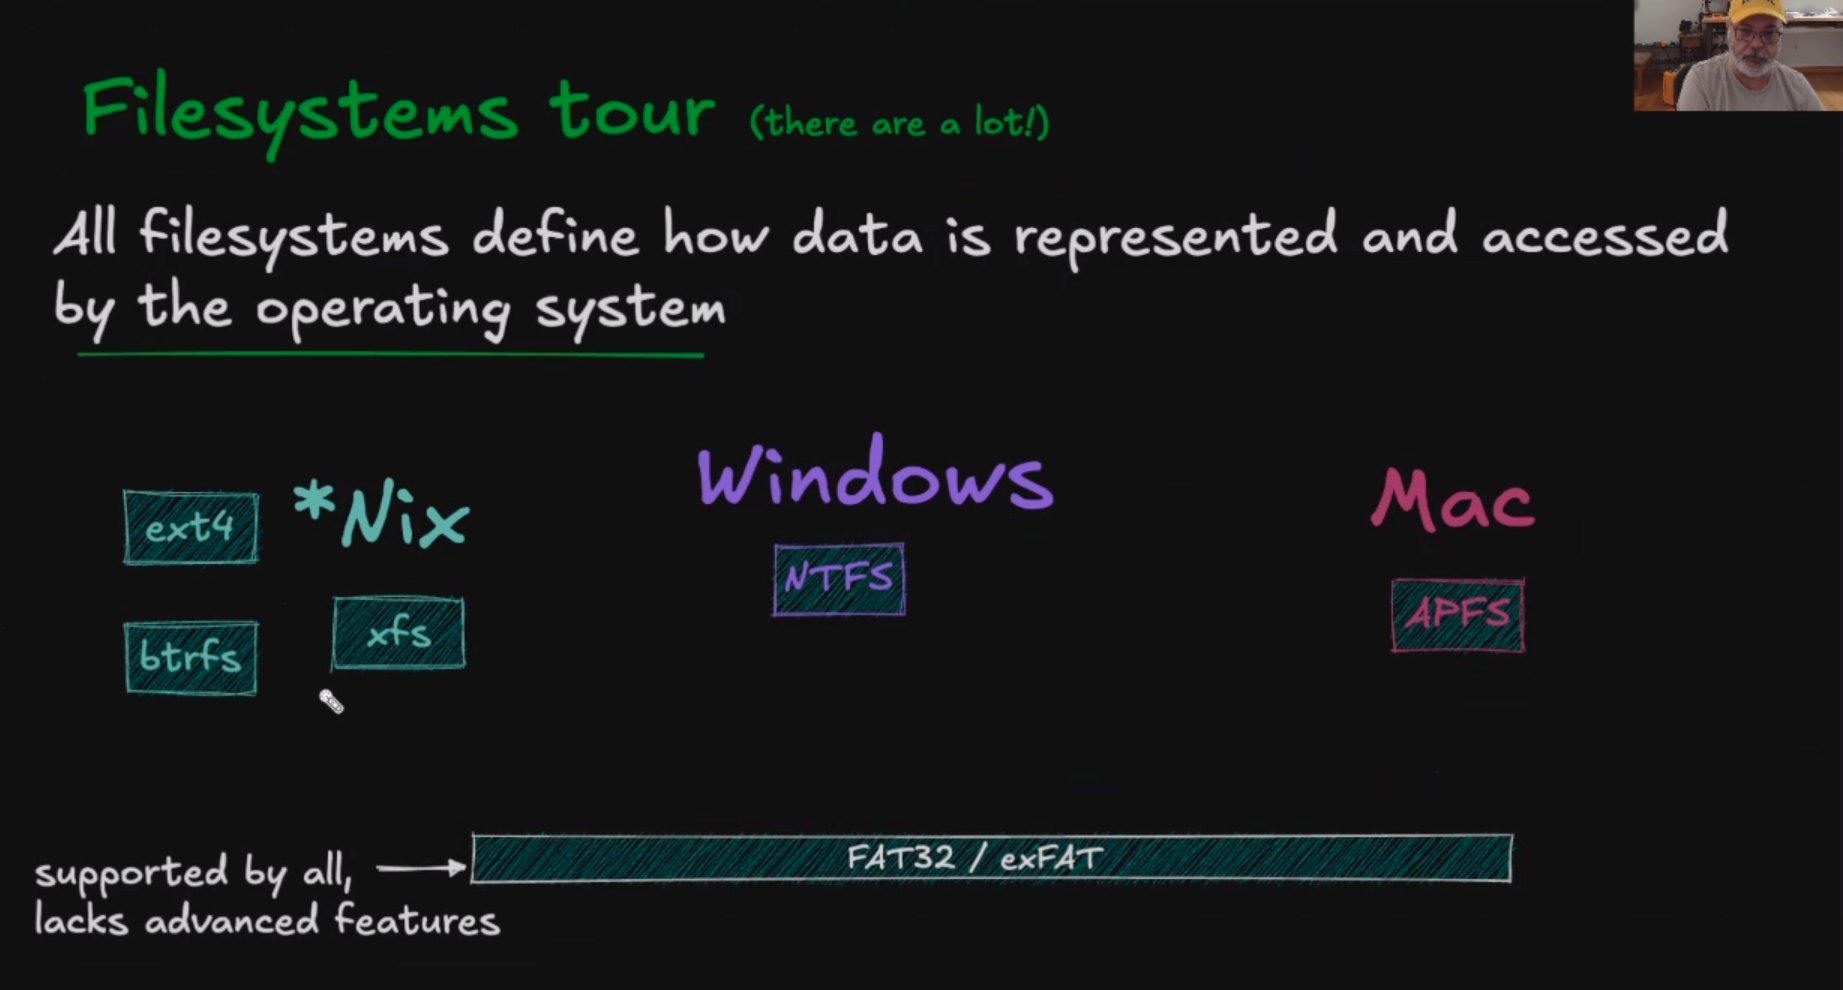 Filesystems tour (there are a lot!)
All filesystems define how data is represented and accessed
by the operating system
*Nix
ext4
btrfs
xfs
Windows
NTFS
Mac
APFS
supported by all,
lacks advanced features
FAT32 / exFAT